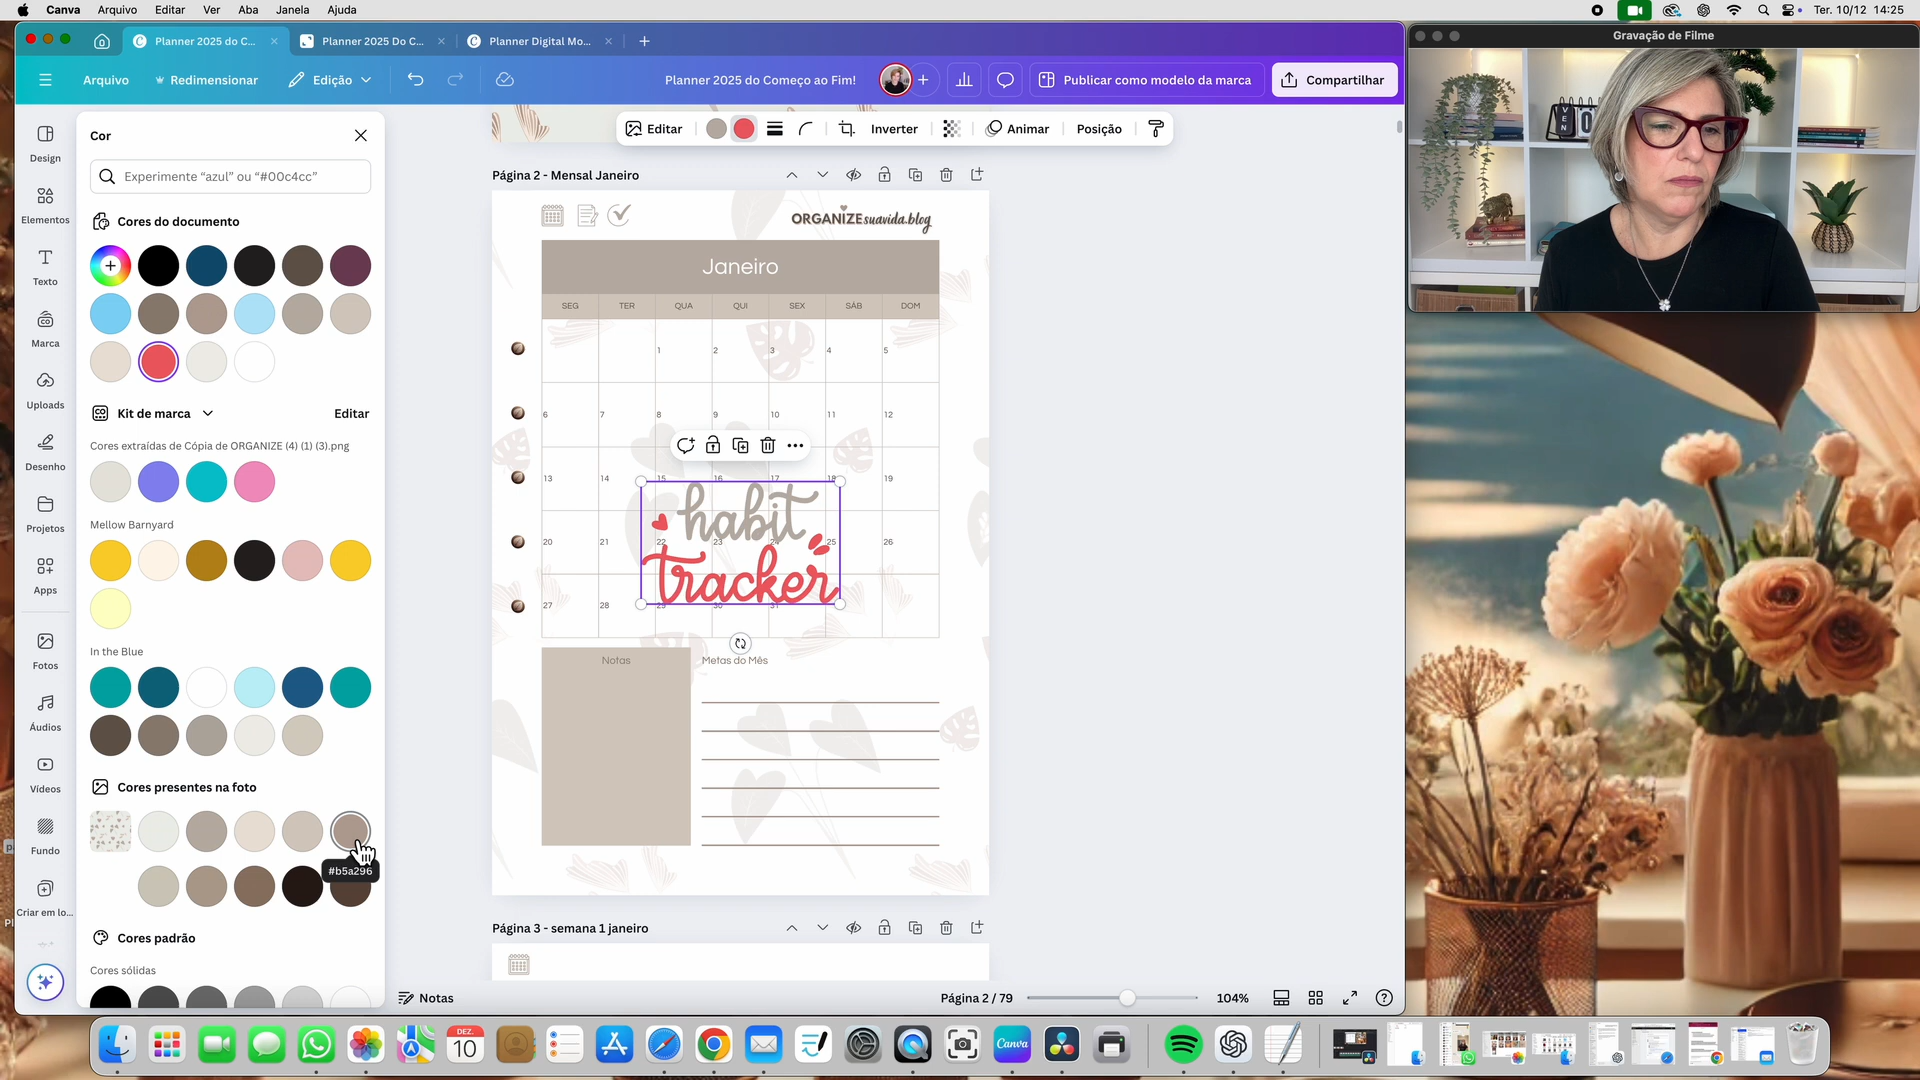 Canva Arquivo Editar Ver Aba Janela Ajuda
Ter. 10/12 14:25
Planner 2025 do C...
Planner 2025 Do C...
Planner Digital Mo...
Gravação de Filme
Arquivo
Redimensionar
Edição
Planner 2025 do Começo ao Fim!
Publicar como modelo da marca
Compartilhar
Design
Elementos
Texto
Marca
Uploads
Desenho
Projetos
Apps
Fotos
Áudios
Vídeos
Fundo
Criar em lo...
Cor
Experimente “azul” ou “#00c4cc”
Cores do documento
Kit de marca
Editar
Cores extraídas de Cópia de ORGANIZE (4) (1) (3).png
Mellow Barnyard
In the Blue
Cores presentes na foto
#b5a296
Cores padrão
Cores sólidas
Editar
Inverter
Animar
Posição
Página 2 - Mensal Janeiro
ORGANIZEsuavida.blog
Janeiro
SEG TER QUA QUI SEX SÁB DOM
1 2 3 4 5
6 7 8 9 10 11 12
13 14 15 16 17 18 19
20 21 22 23 24 25 26
27 28 29 30 31
habit
tracker
Notas
Metas do Mês
Página 3 - semana 1 janeiro
Notas
Página 2 / 79
104%
VEN
DEZ.
10
Canva